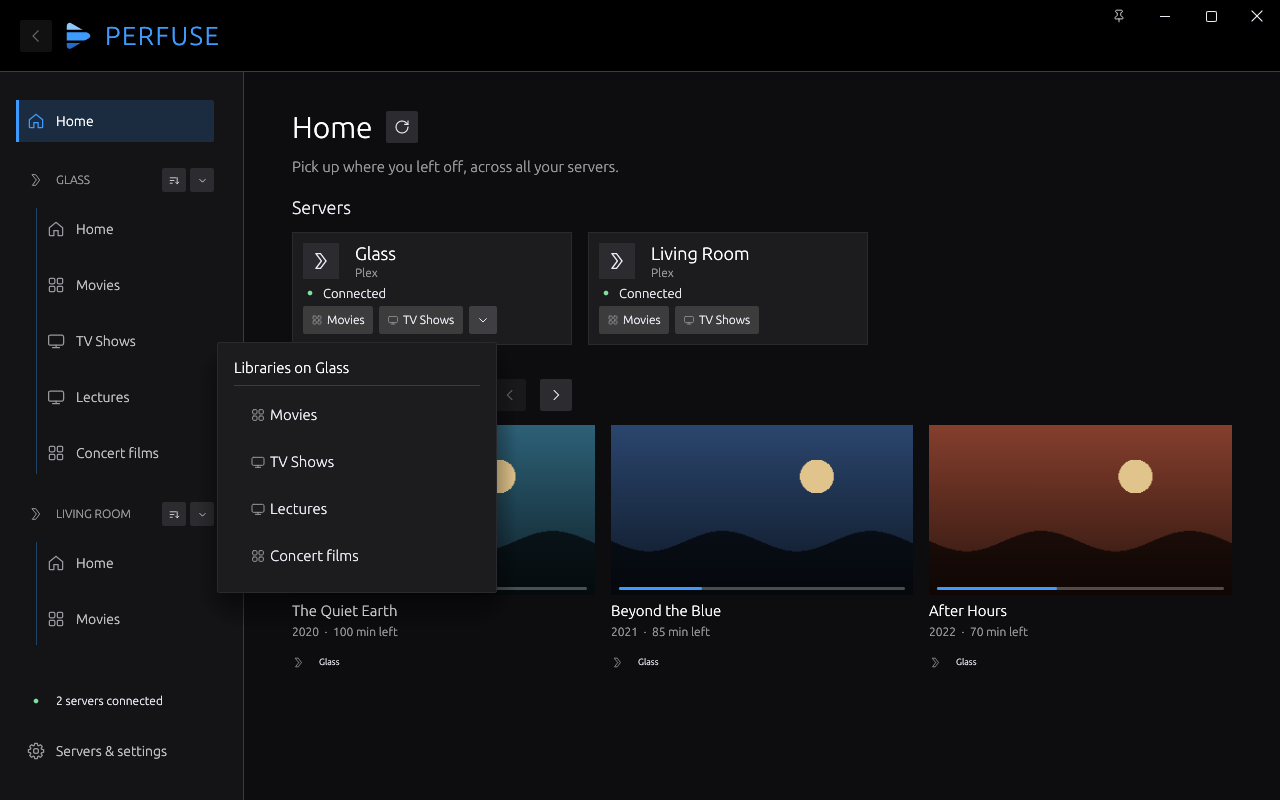 PERFUSE
Home
GLASS
Home
Movies
TV Shows
Lectures
Concert films
LIVING ROOM
Home
Movies
2 servers connected
Servers & settings
Home
Pick up where you left off, across all your servers.
Servers
Glass
Plex
Connected
Movies
TV Shows
Living Room
Plex
Connected
Movies
TV Shows
Libraries on Glass
Movies
TV Shows
Lectures
Concert films
The Quiet Earth
2020 · 100 min left
Glass
Beyond the Blue
2021 · 85 min left
Glass
After Hours
2022 · 70 min left
Glass